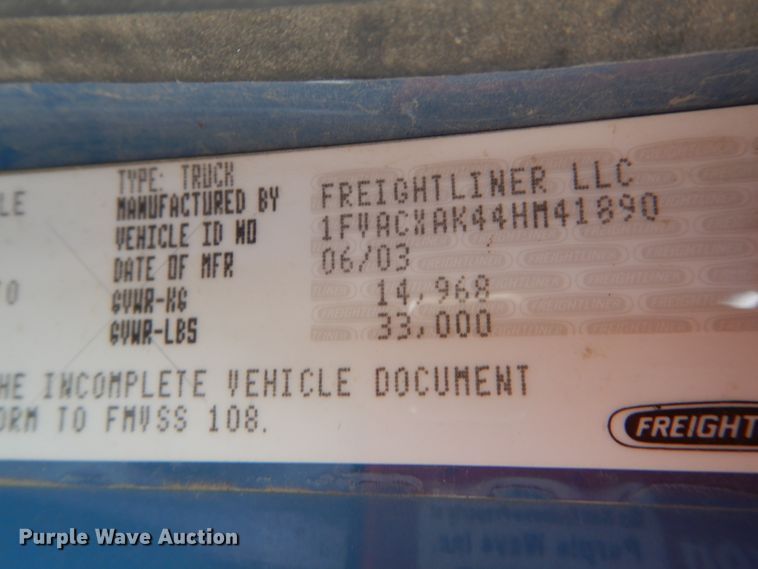 LE
TYPE: TRUCK
MANUFACTURED BY FREIGHTLINER LLC
VEHICLE ID NO 1FVACXAK44HM41890
DATE OF MFR 06/03
TO GVWR-KG 14,968
GVWR-LBS 33,000
HE INCOMPLETE VEHICLE DOCUMENT
ORM TO FMVSS 108.
FREIGHT
Purple Wave Auction